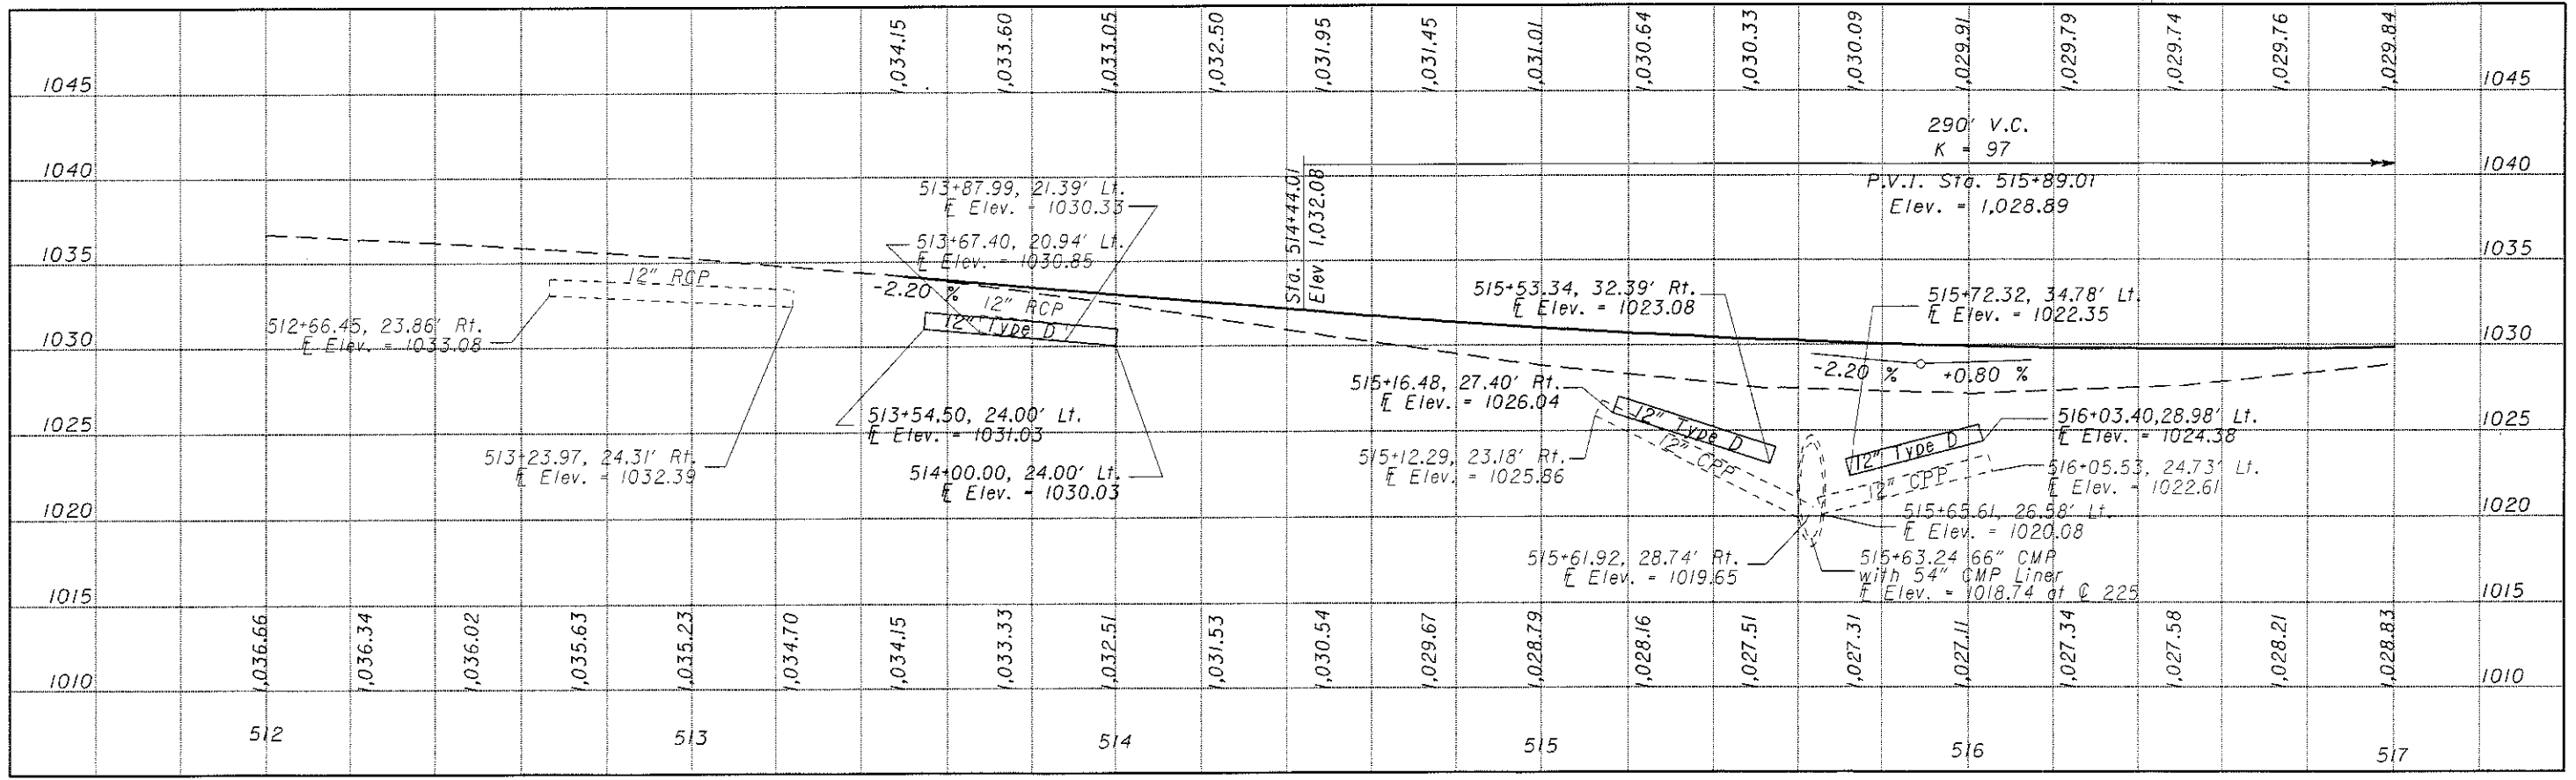 1,034.15
1,033.60
1,033.05
1,032.50
1,031.95
1,031.45
1,031.01
1,030.64
1,030.33
1,030.09
1,029.91
1,029.79
1,029.74
1,029.76
1,029.84
1045
1045
290' V.C.
K = 97
1040
1040
P.V.I. Sta. 515+89.01
Elev. = 1,028.89
Sta. 514+44.01
Elev. 1,032.08
513+87.99, 21.39' Lt.
FL Elev. = 1030.33
513+67.40, 20.94' Lt.
FL Elev. = 1030.85
1035
1035
12" RCP
-2.20 %
12" RCP
12" Type D
512+66.45, 23.86' Rt.
FL Elev. = 1033.08
515+53.34, 32.39' Rt.
FL Elev. = 1023.08
515+72.32, 34.78' Lt.
FL Elev. = 1022.35
1030
1030
-2.20 %
+0.80 %
515+16.48, 27.40' Rt.
FL Elev. = 1026.04
513+54.50, 24.00' Lt.
FL Elev. = 1031.03
12" Type D
12" CPP
12" Type D
12" CPP
516+03.40,28.98' Lt.
FL Elev. = 1024.38
1025
1025
513+23.97, 24.31' Rt.
FL Elev. = 1032.39
514+00.00, 24.00' Lt.
FL Elev. = 1030.03
515+12.29, 23.18' Rt.
FL Elev. = 1025.86
516+05.53, 24.73' Lt.
FL Elev. = 1022.61
1020
1020
515+65.61, 26.58' Lt.
FL Elev. = 1020.08
515+61.92, 28.74' Rt.
FL Elev. = 1019.65
515+63.24 66" CMP
with 54" CMP Liner
FL Elev. = 1018.74 at ℄ 225
1015
1015
1,036.66
1,036.34
1,036.02
1,035.63
1,035.23
1,034.70
1,034.15
1,033.33
1,032.51
1,031.53
1,030.54
1,029.67
1,028.79
1,028.16
1,027.51
1,027.31
1,027.11
1,027.34
1,027.58
1,028.21
1,028.83
1010
1010
512
513
514
515
516
517